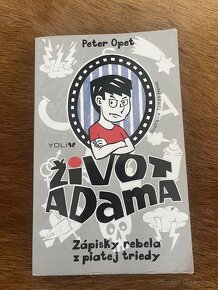 Peter Opet
YOLi
ŽIVOT
ADAMA
Zápisky rebela
z piatej triedy